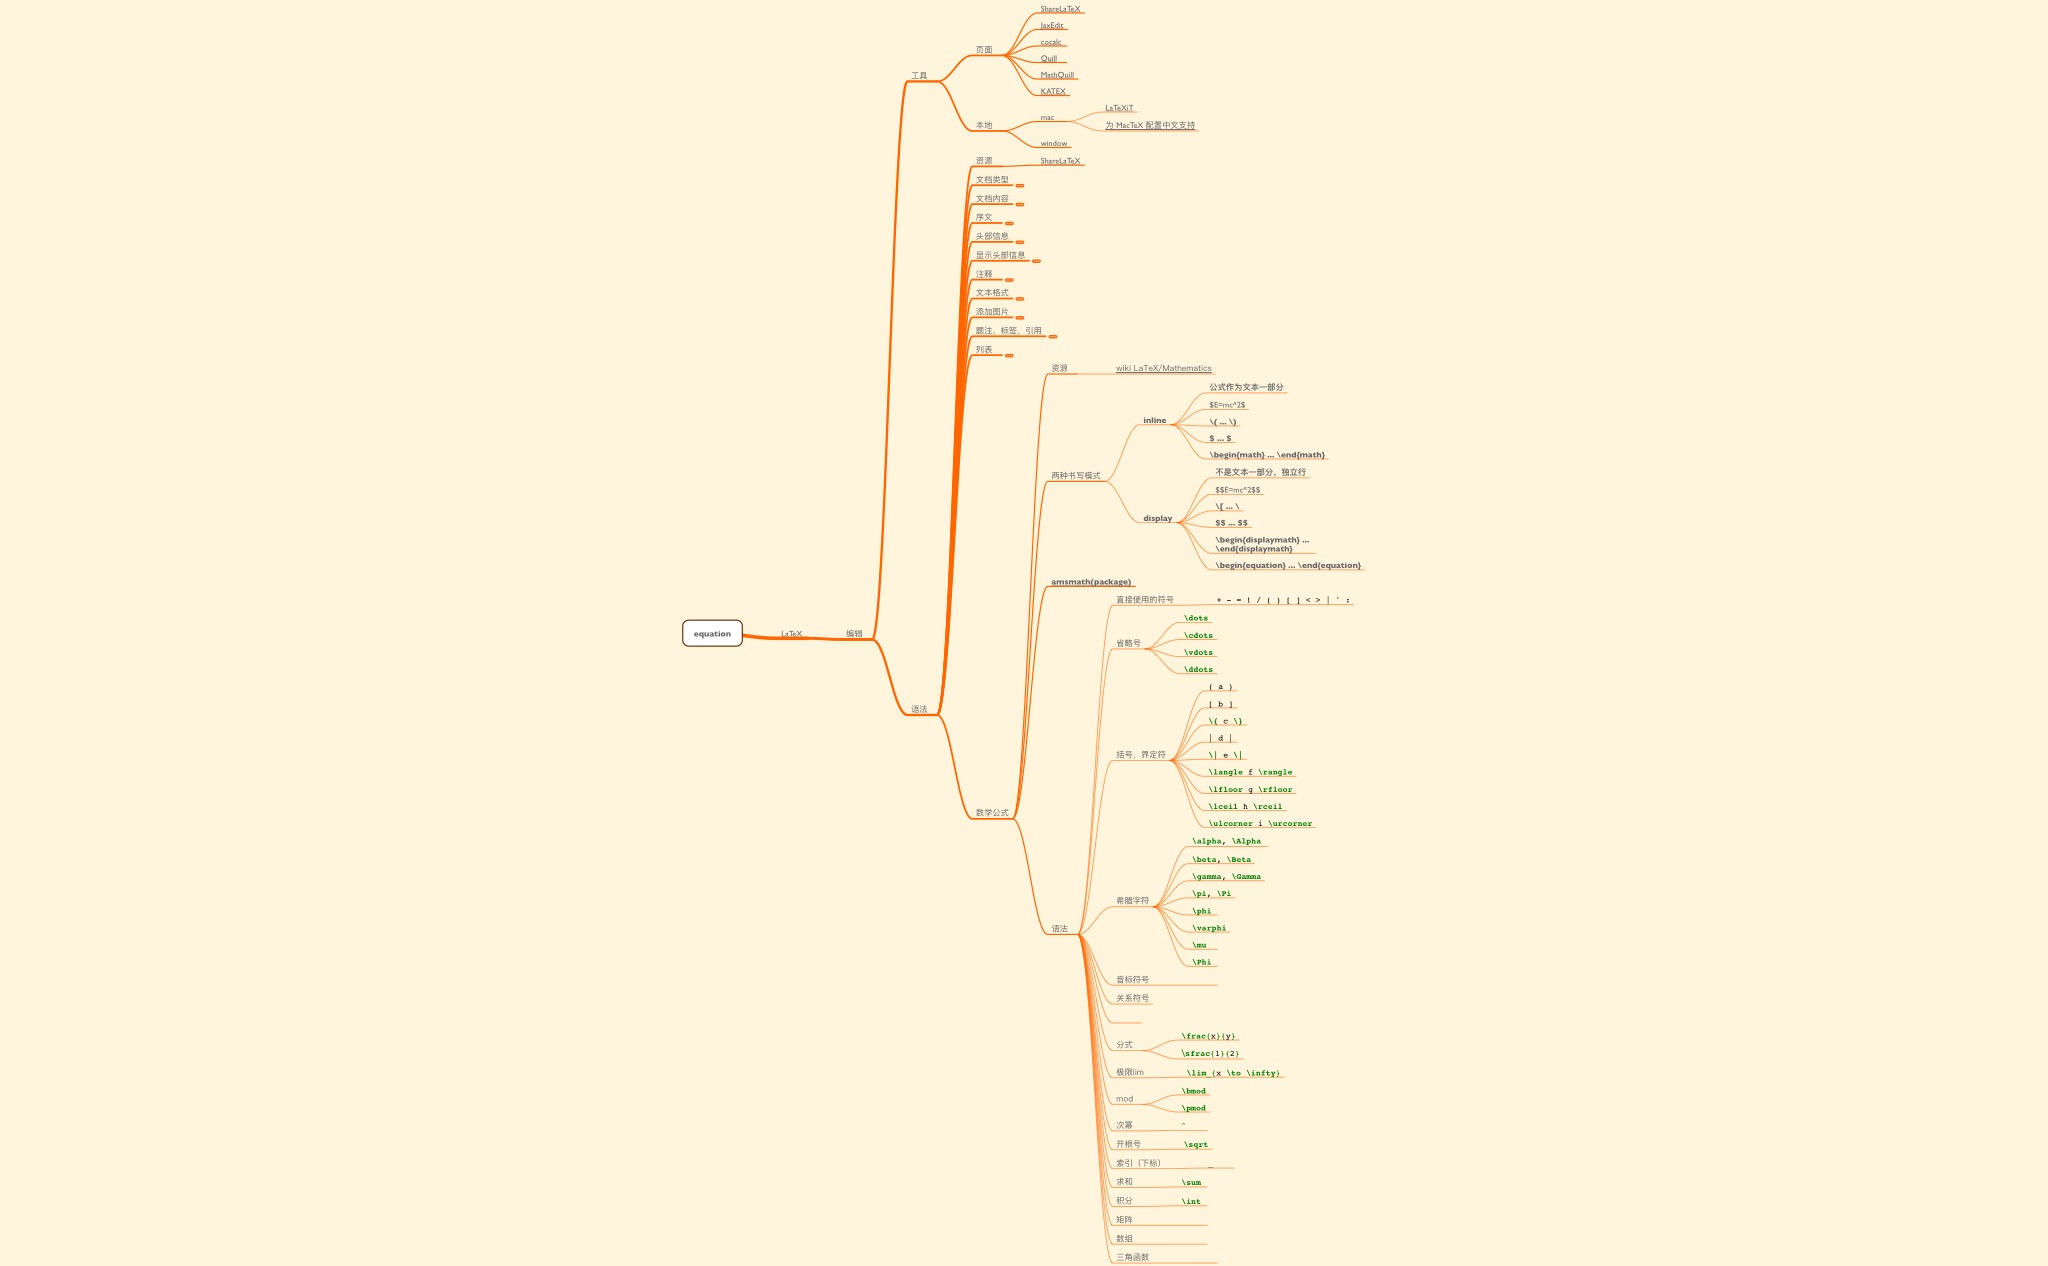 ShareLaTeX
JaxEdit
cocalc
Quill
MathQuill
KATEX
页面
工具
本地
mac
LaTeXiT
为 MacTeX 配置中文支持
window
资源
ShareLaTeX
文档类型
文档内容
序文
头部信息
显示头部信息
注释
文本格式
添加图片
题注，标签，引用
列表
资源
wiki LaTeX/Mathematics
两种书写模式
inline
公式作为文本一部分
$E=mc^2$
\( ... \)
$ ... $
\begin{math} ... \end{math}
display
不是文本一部分，独立行
$$E=mc^2$$
\[ ... \
$$ ... $$
\begin{displaymath} ...
\end{displaymath}
\begin{equation} ... \end{equation}
amsmath(package)
equation
LaTeX
编辑
语法
数学公式
语法
直接使用的符号
+ - = ! / ( ) [ ] < > | ' :
省略号
\dots
\cdots
\vdots
\ddots
括号，界定符
( a )
[ b ]
\{ c \}
| d |
\| e \|
\langle f \rangle
\lfloor g \rfloor
\lceil h \rceil
\ulcorner i \urcorner
希腊字符
\alpha, \Alpha
\beta, \Beta
\gamma, \Gamma
\pi, \Pi
\phi
\varphi
\mu
\Phi
音标符号
关系符号
分式
\frac{x}{y}
\sfrac{1}{2}
极限lim
\lim_{x \to \infty}
mod
\bmod
\pmod
次幂
^
开根号
\sqrt
索引（下标）
_
求和
\sum
积分
\int
矩阵
数组
三角函数